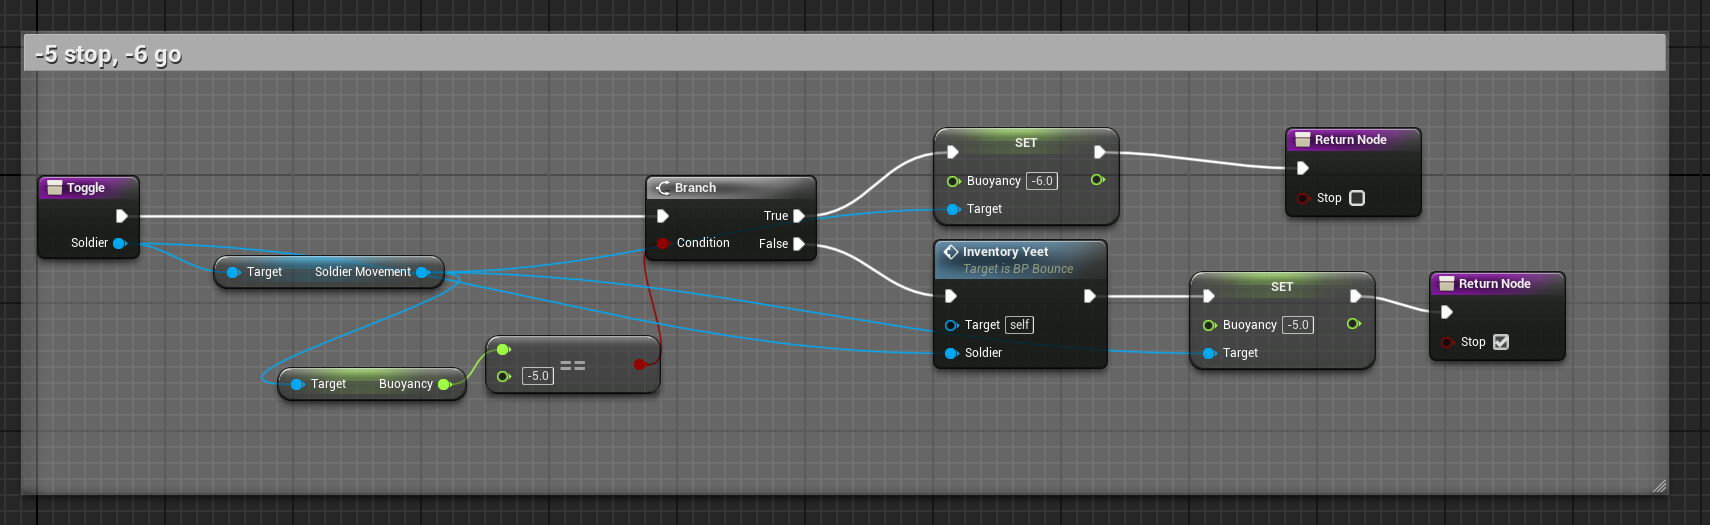 -5 stop, -6 go
Toggle
Soldier
Target Soldier Movement
Target Buoyancy
-5.0 ==
Branch
True
Condition False
SET
Buoyancy -6.0
Target
Return Node
Stop
Inventory Yeet
Target is BP Bounce
Target self
Soldier
SET
Buoyancy -5.0
Target
Return Node
Stop